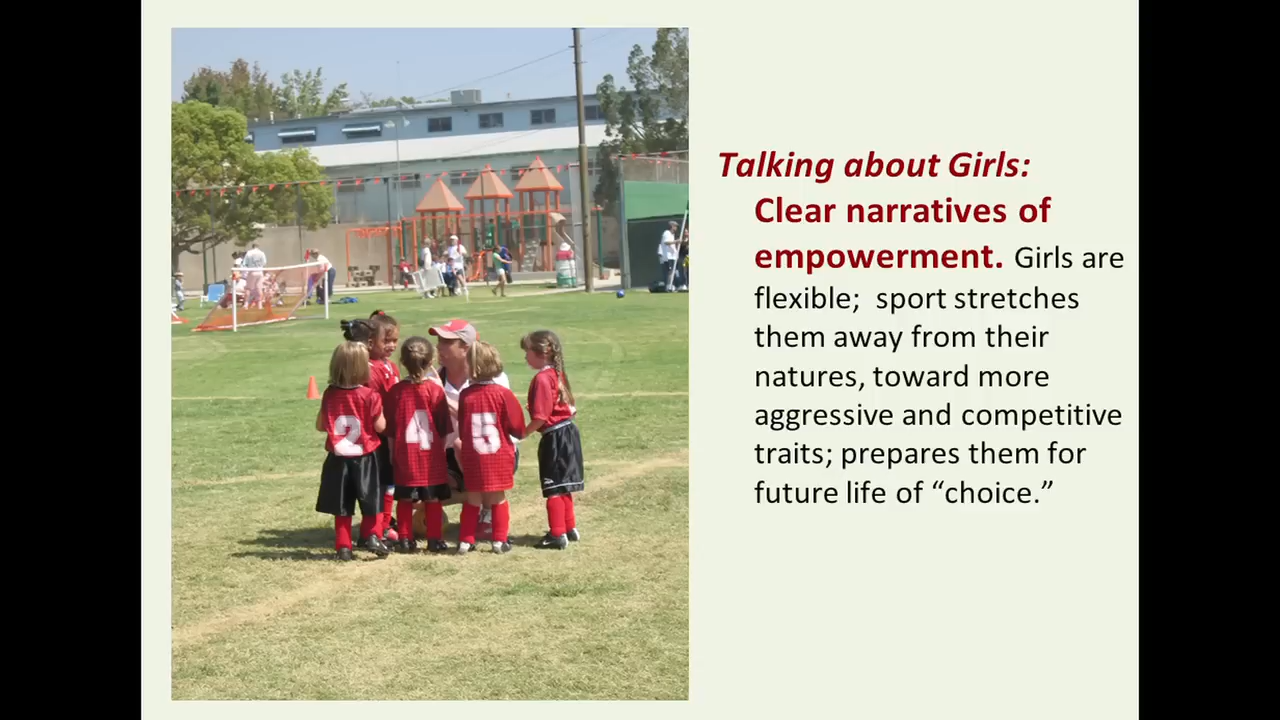 Talking about Girls:
Clear narratives of
empowerment. Girls are
flexible; sport stretches
them away from their
natures, toward more
aggressive and competitive
traits; prepares them for
future life of “choice.”
2
4
5